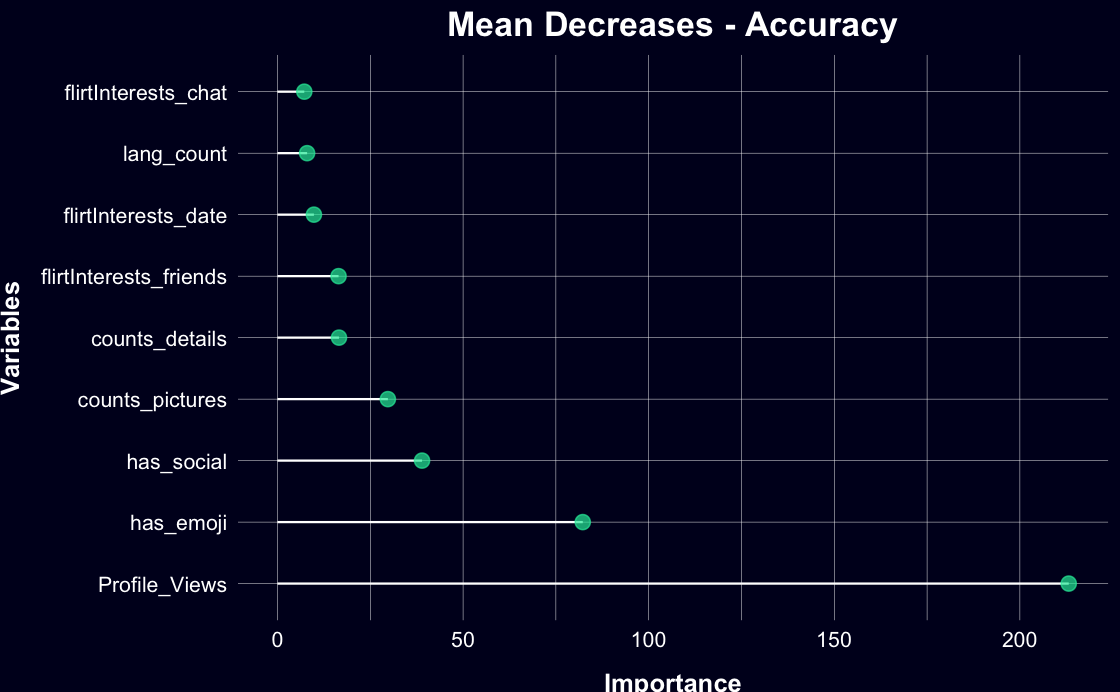 Mean Decreases - Accuracy
Variables
flirtInterests_chat
lang_count
flirtInterests_date
flirtInterests_friends
counts_details
counts_pictures
has_social
has_emoji
Profile_Views
0 50 100 150 200
Importance